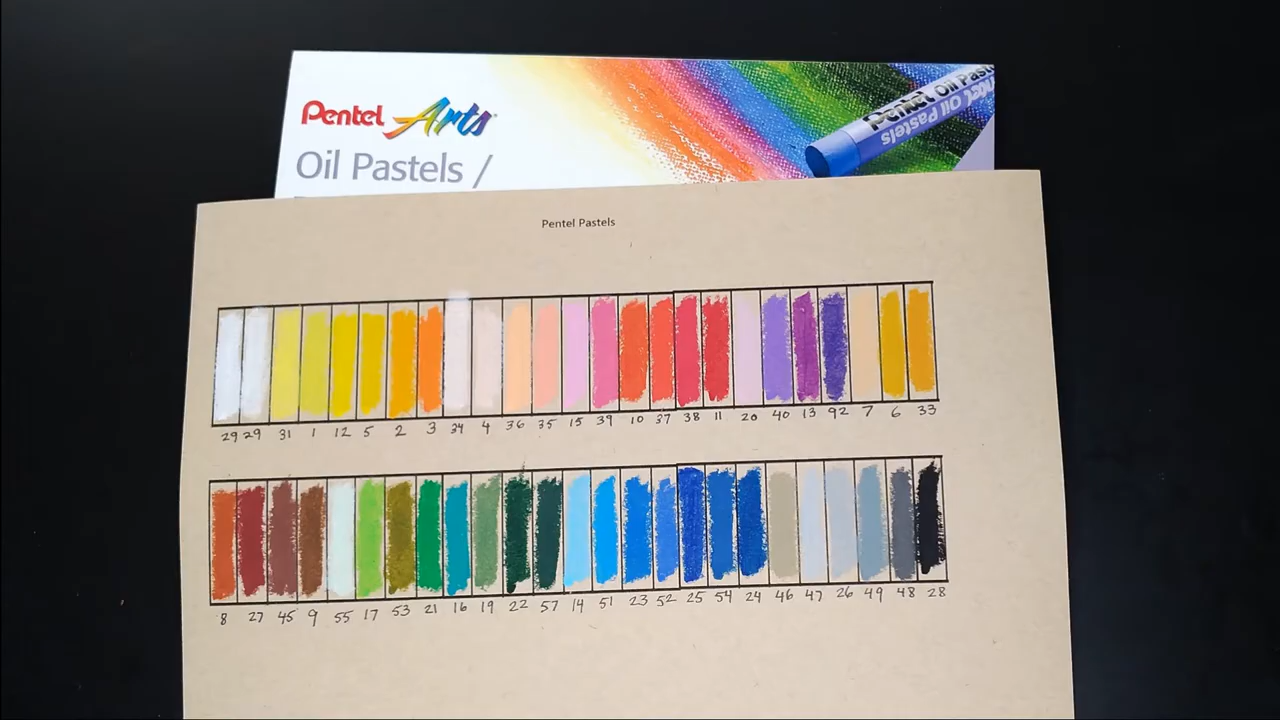 Pentel Arts
Oil Pastels /
Pentel Oil Past
Oil Pastels
Pentel Pastels
29 29 31 1 12 5 2 3 34 4 36 35 15 39 10 37 38 11 20 40 13 92 7 6 33
8 27 45 9 55 17 53 21 16 19 22 57 14 51 23 52 25 54 24 46 47 26 49 48 28